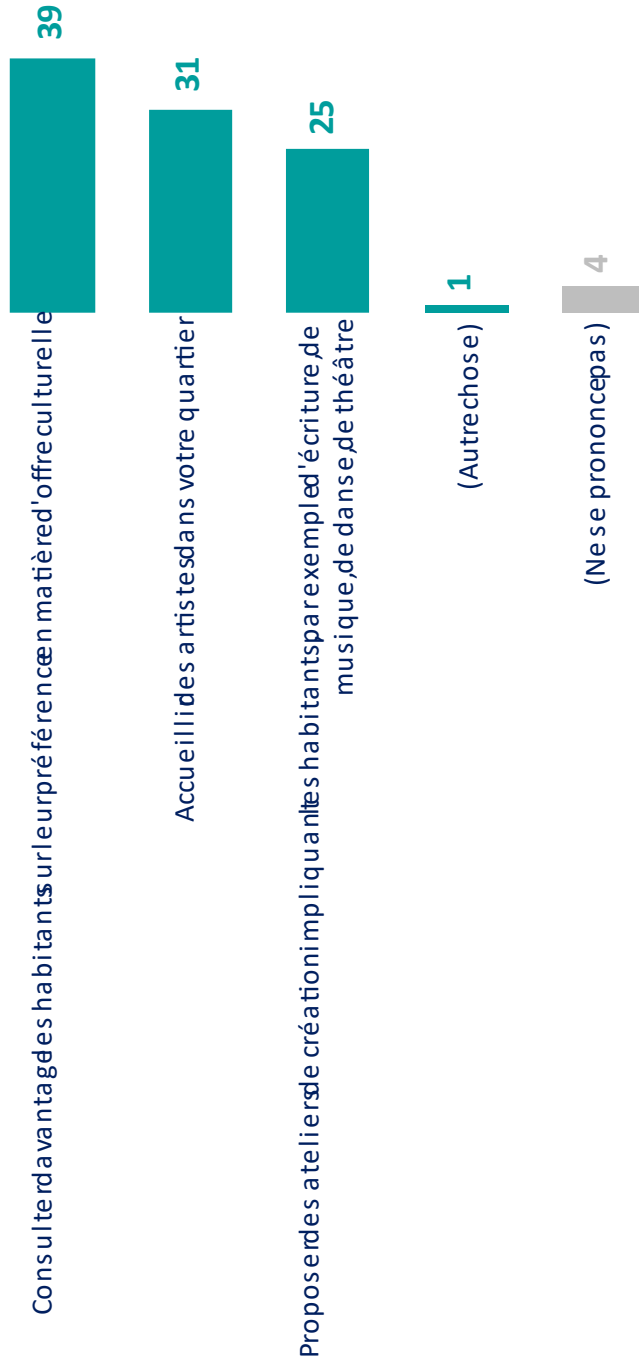 Consulter davantage les habitants sur leur préférence en matière d'offre culturelle
39
Accueillir des artistes dans votre quartier
31
Proposer des ateliers de création impliquant les habitants, par exemple d'écriture, de
musique, de danse, de théâtre
25
(Autre chose)
1
(Ne se prononce pas)
4